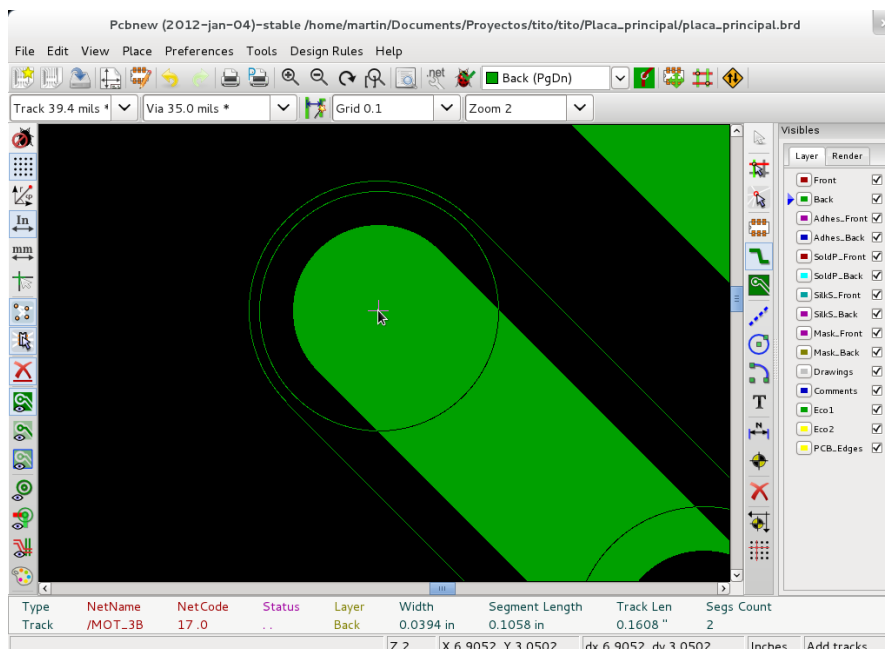 Pcbnew (2012-jan-04)-stable /home/martin/Documents/Proyectos/tito/tito/Placa_principal/placa_principal.brd
File Edit View Place Preferences Tools Design Rules Help
.net Back (PgDn)
Track 39.4 mils * Via 35.0 mils * Grid 0.1 Zoom 2
Visibles
Layer Render
Front
Back
Adhes_Front
Adhes_Back
SoldP_Front
SoldP_Back
SilkS_Front
SilkS_Back
Mask_Front
Mask_Back
Drawings
Comments
Eco1
Eco2
PCB_Edges
In
mm
T
N
Type NetName NetCode Status Layer Width Segment Length Track Len Segs Count
Track /MOT_3B 17 .0 . . Back 0.0394 in 0.1058 in 0.1608 " 2
Z 2 X 6.9052 Y 3.0502 dx 6.9052 dy 3.0502 Inches Add tracks